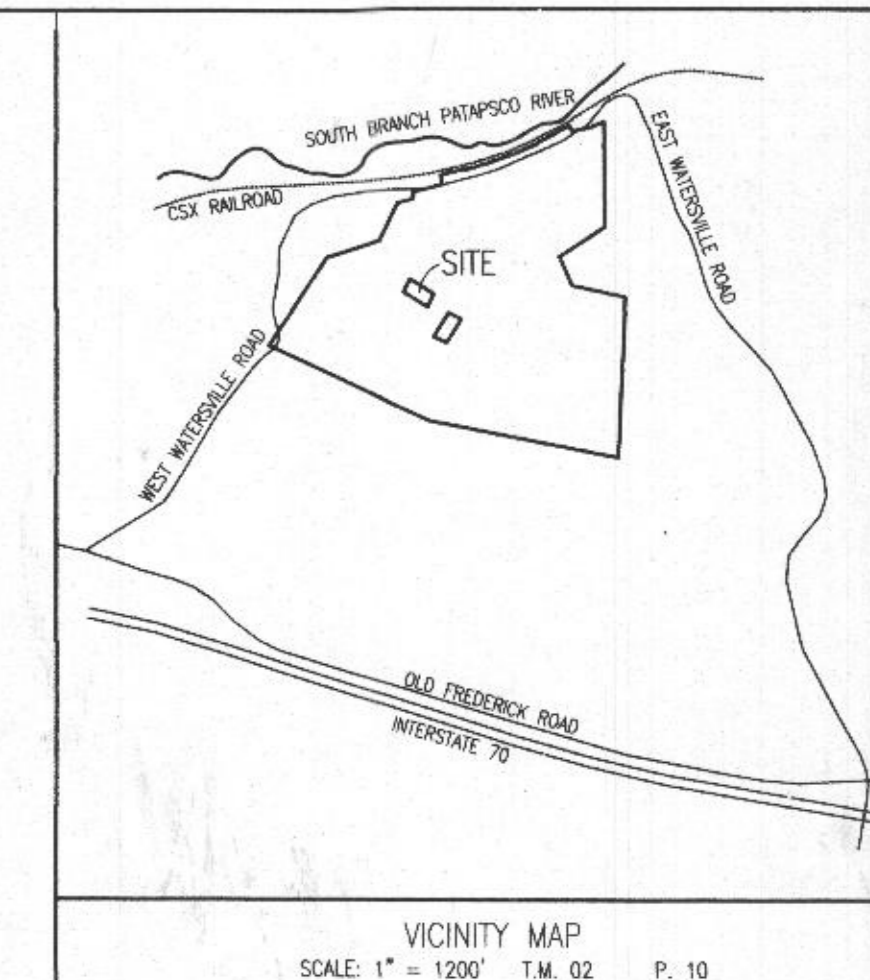 SOUTH BRANCH PATAPSCO RIVER
CSX RAILROAD
EAST WATERSVILLE ROAD
SITE
WEST WATERSVILLE ROAD
OLD FREDERICK ROAD
INTERSTATE 70
VICINITY MAP
SCALE: 1" = 1200' T.M. 02 P. 10